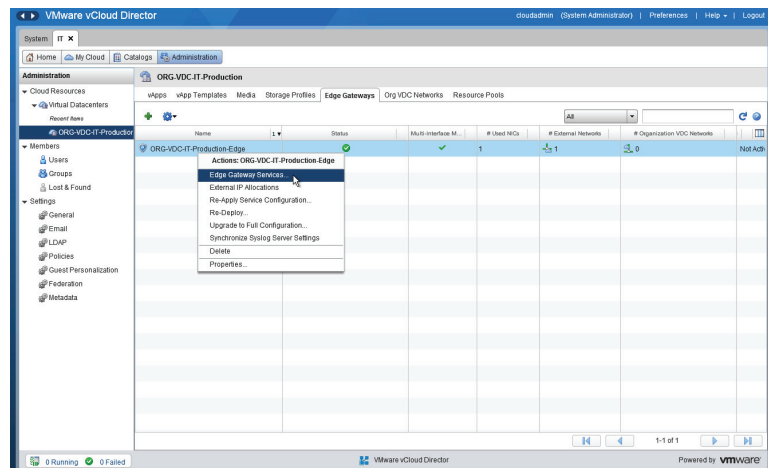 VMware vCloud Director
cloudadmin (System Administrator) | Preferences | Help | Logout
System IT ×
Home My Cloud Catalogs Administration
Administration
Cloud Resources
Virtual Datacenters
Recent Items
ORG-VDC-IT-Production
Members
Users
Groups
Lost & Found
Settings
General
Email
LDAP
Policies
Guest Personalization
Federation
Metadata
ORG-VDC-IT-Production
vApps vApp Templates Media Storage Profiles Edge Gateways Org VDC Networks Resource Pools
All
Name 1 Status Multi-Interface M... # Used NICs # External Networks # Organization VDC Networks
ORG-VDC-IT-Production-Edge 1 1 0 Not Activ
Actions: ORG-VDC-IT-Production-Edge
Edge Gateway Services...
External IP Allocations
Re-Apply Service Configuration...
Re-Deploy...
Upgrade to Full Configuration...
Synchronize Syslog Server Settings
Delete
Properties...
1-1 of 1
0 Running 0 Failed VMware vCloud Director Powered by vmware